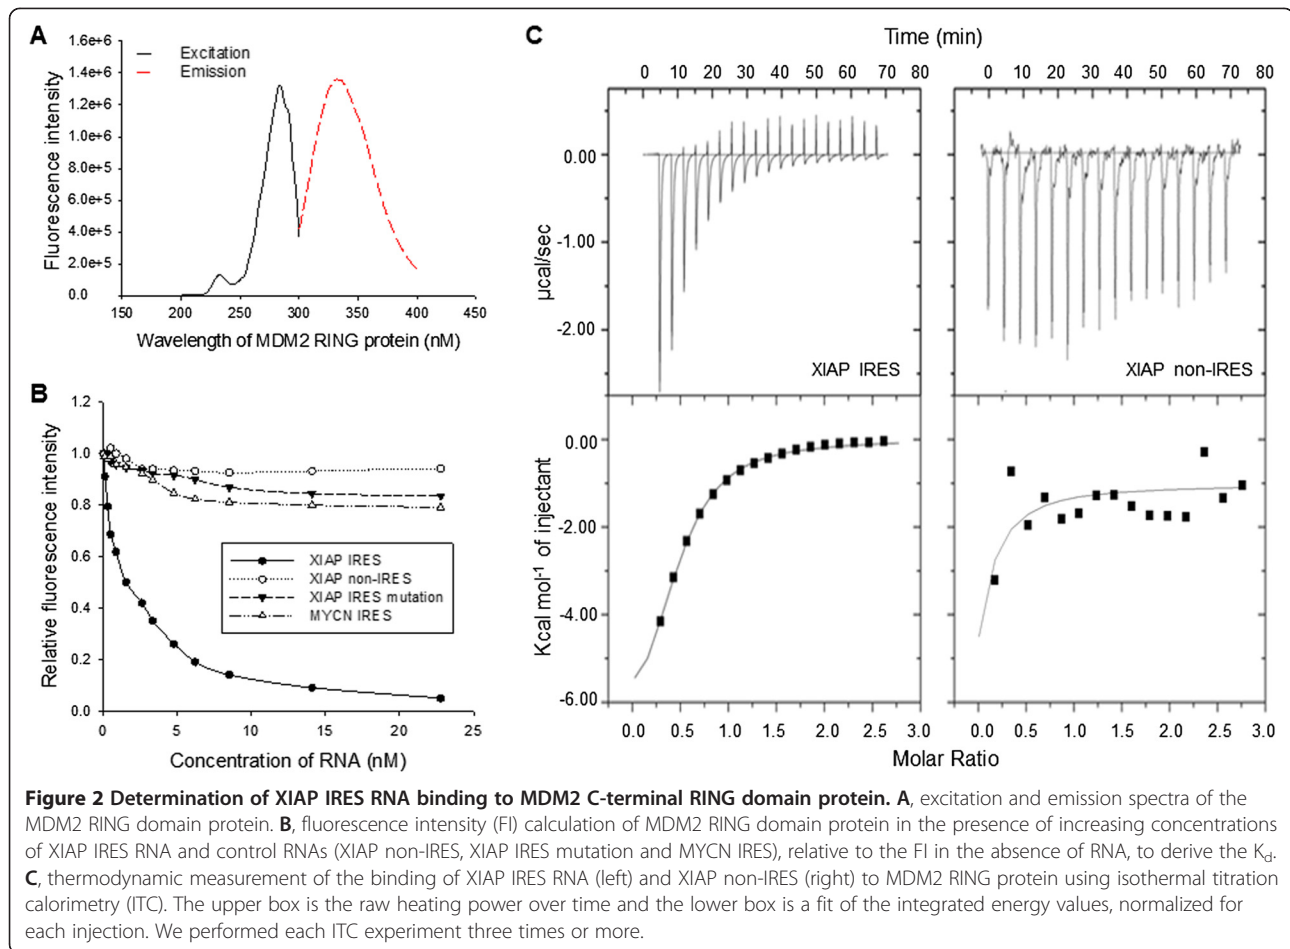 A
Excitation
Emission
1.6e+6
1.4e+6
1.2e+6
1.0e+6
8.0e+5
6.0e+5
4.0e+5
2.0e+5
0.0
Fluorescence intensity
150 200 250 300 350 400 450
Wavelength of MDM2 RING protein (nM)
B
1.2
1.0
0.8
0.6
0.4
0.2
0.0
Relative fluorescence intensity
XIAP IRES
XIAP non-IRES
XIAP IRES mutation
MYCN IRES
0 5 10 15 20 25
Concentration of RNA (nM)
C
Time (min)
0 10 20 30 40 50 60 70 80
0 10 20 30 40 50 60 70 80
0.00
-1.00
-2.00
µcal/sec
XIAP IRES
XIAP non-IRES
0.00
-2.00
-4.00
-6.00
Kcal mol-1 of injectant
0.0 0.5 1.0 1.5 2.0 2.5 3.0
0.0 0.5 1.0 1.5 2.0 2.5 3.0
Molar Ratio
Figure 2 Determination of XIAP IRES RNA binding to MDM2 C-terminal RING domain protein. A, excitation and emission spectra of the
MDM2 RING domain protein. B, fluorescence intensity (FI) calculation of MDM2 RING domain protein in the presence of increasing concentrations
of XIAP IRES RNA and control RNAs (XIAP non-IRES, XIAP IRES mutation and MYCN IRES), relative to the FI in the absence of RNA, to derive the Kd.
C, thermodynamic measurement of the binding of XIAP IRES RNA (left) and XIAP non-IRES (right) to MDM2 RING protein using isothermal titration
calorimetry (ITC). The upper box is the raw heating power over time and the lower box is a fit of the integrated energy values, normalized for
each injection. We performed each ITC experiment three times or more.